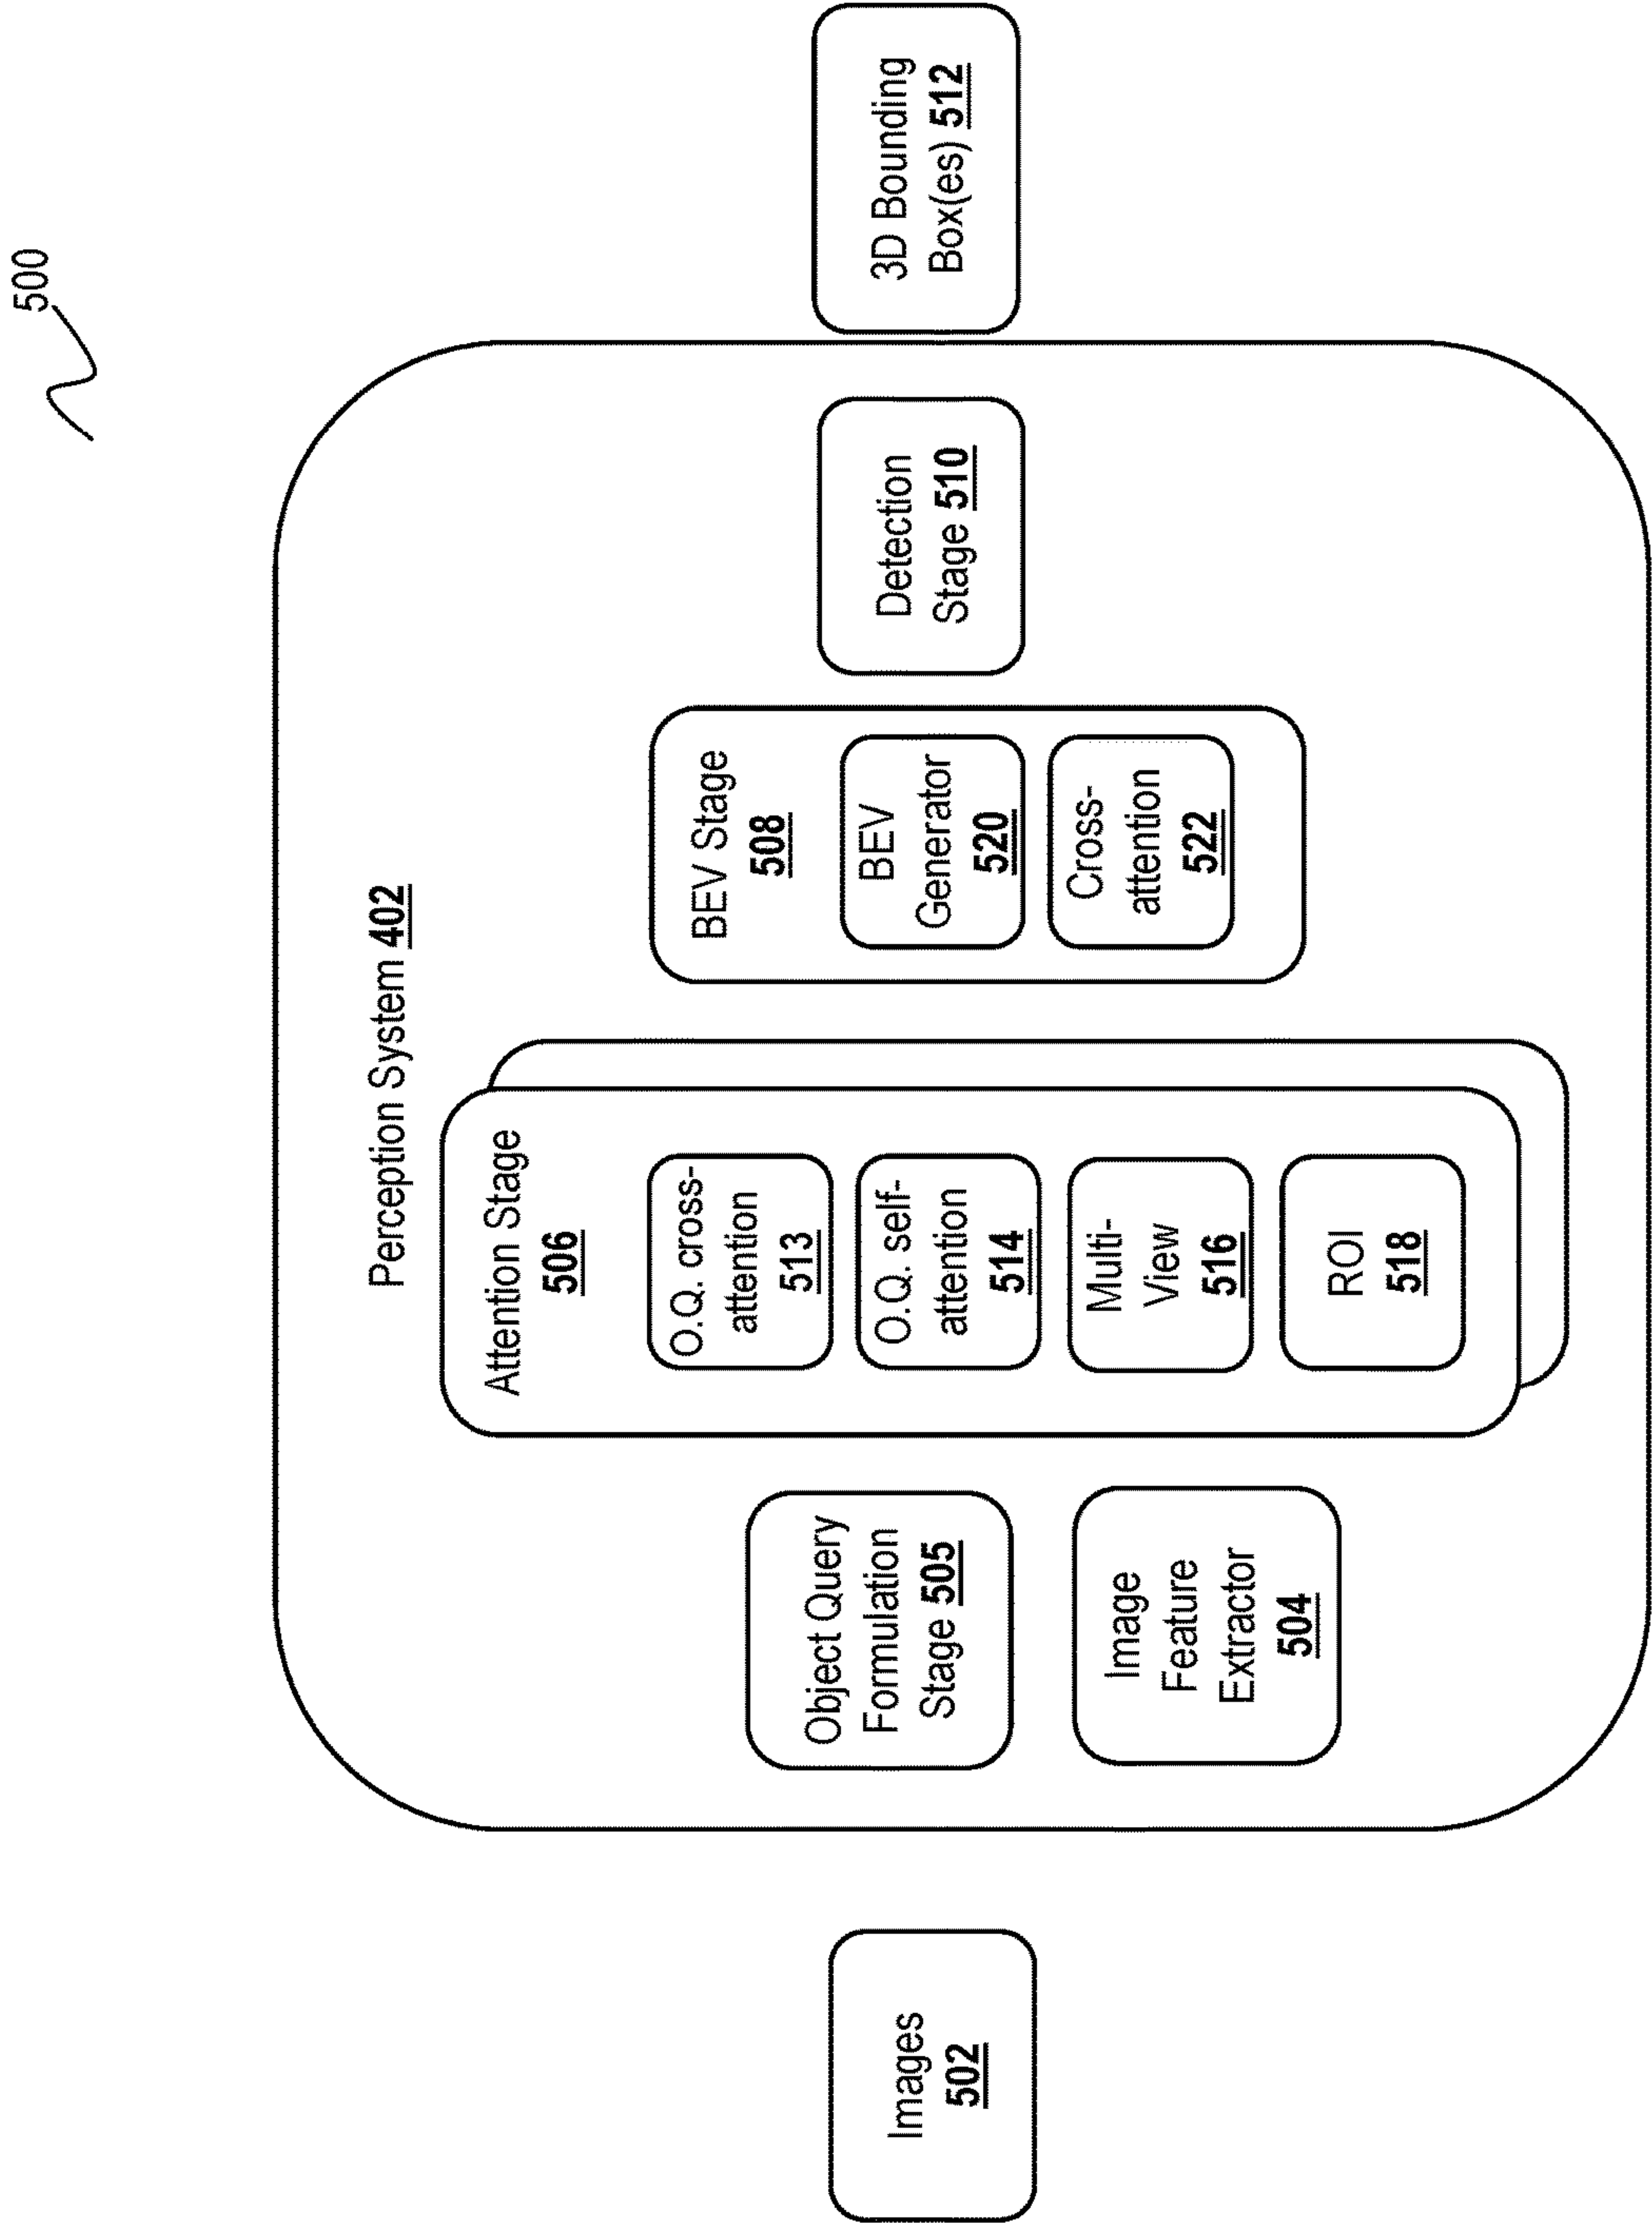 500
Perception System 402
Images
502
Object Query
Formulation
Stage 505
Image
Feature
Extractor
504
Attention Stage
506
O.Q. cross-
attention
513
O.Q. self-
attention
514
Multi-
View
516
ROI
518
BEV Stage
508
BEV
Generator
520
Cross-
attention
522
Detection
Stage 510
3D Bounding
Box(es) 512